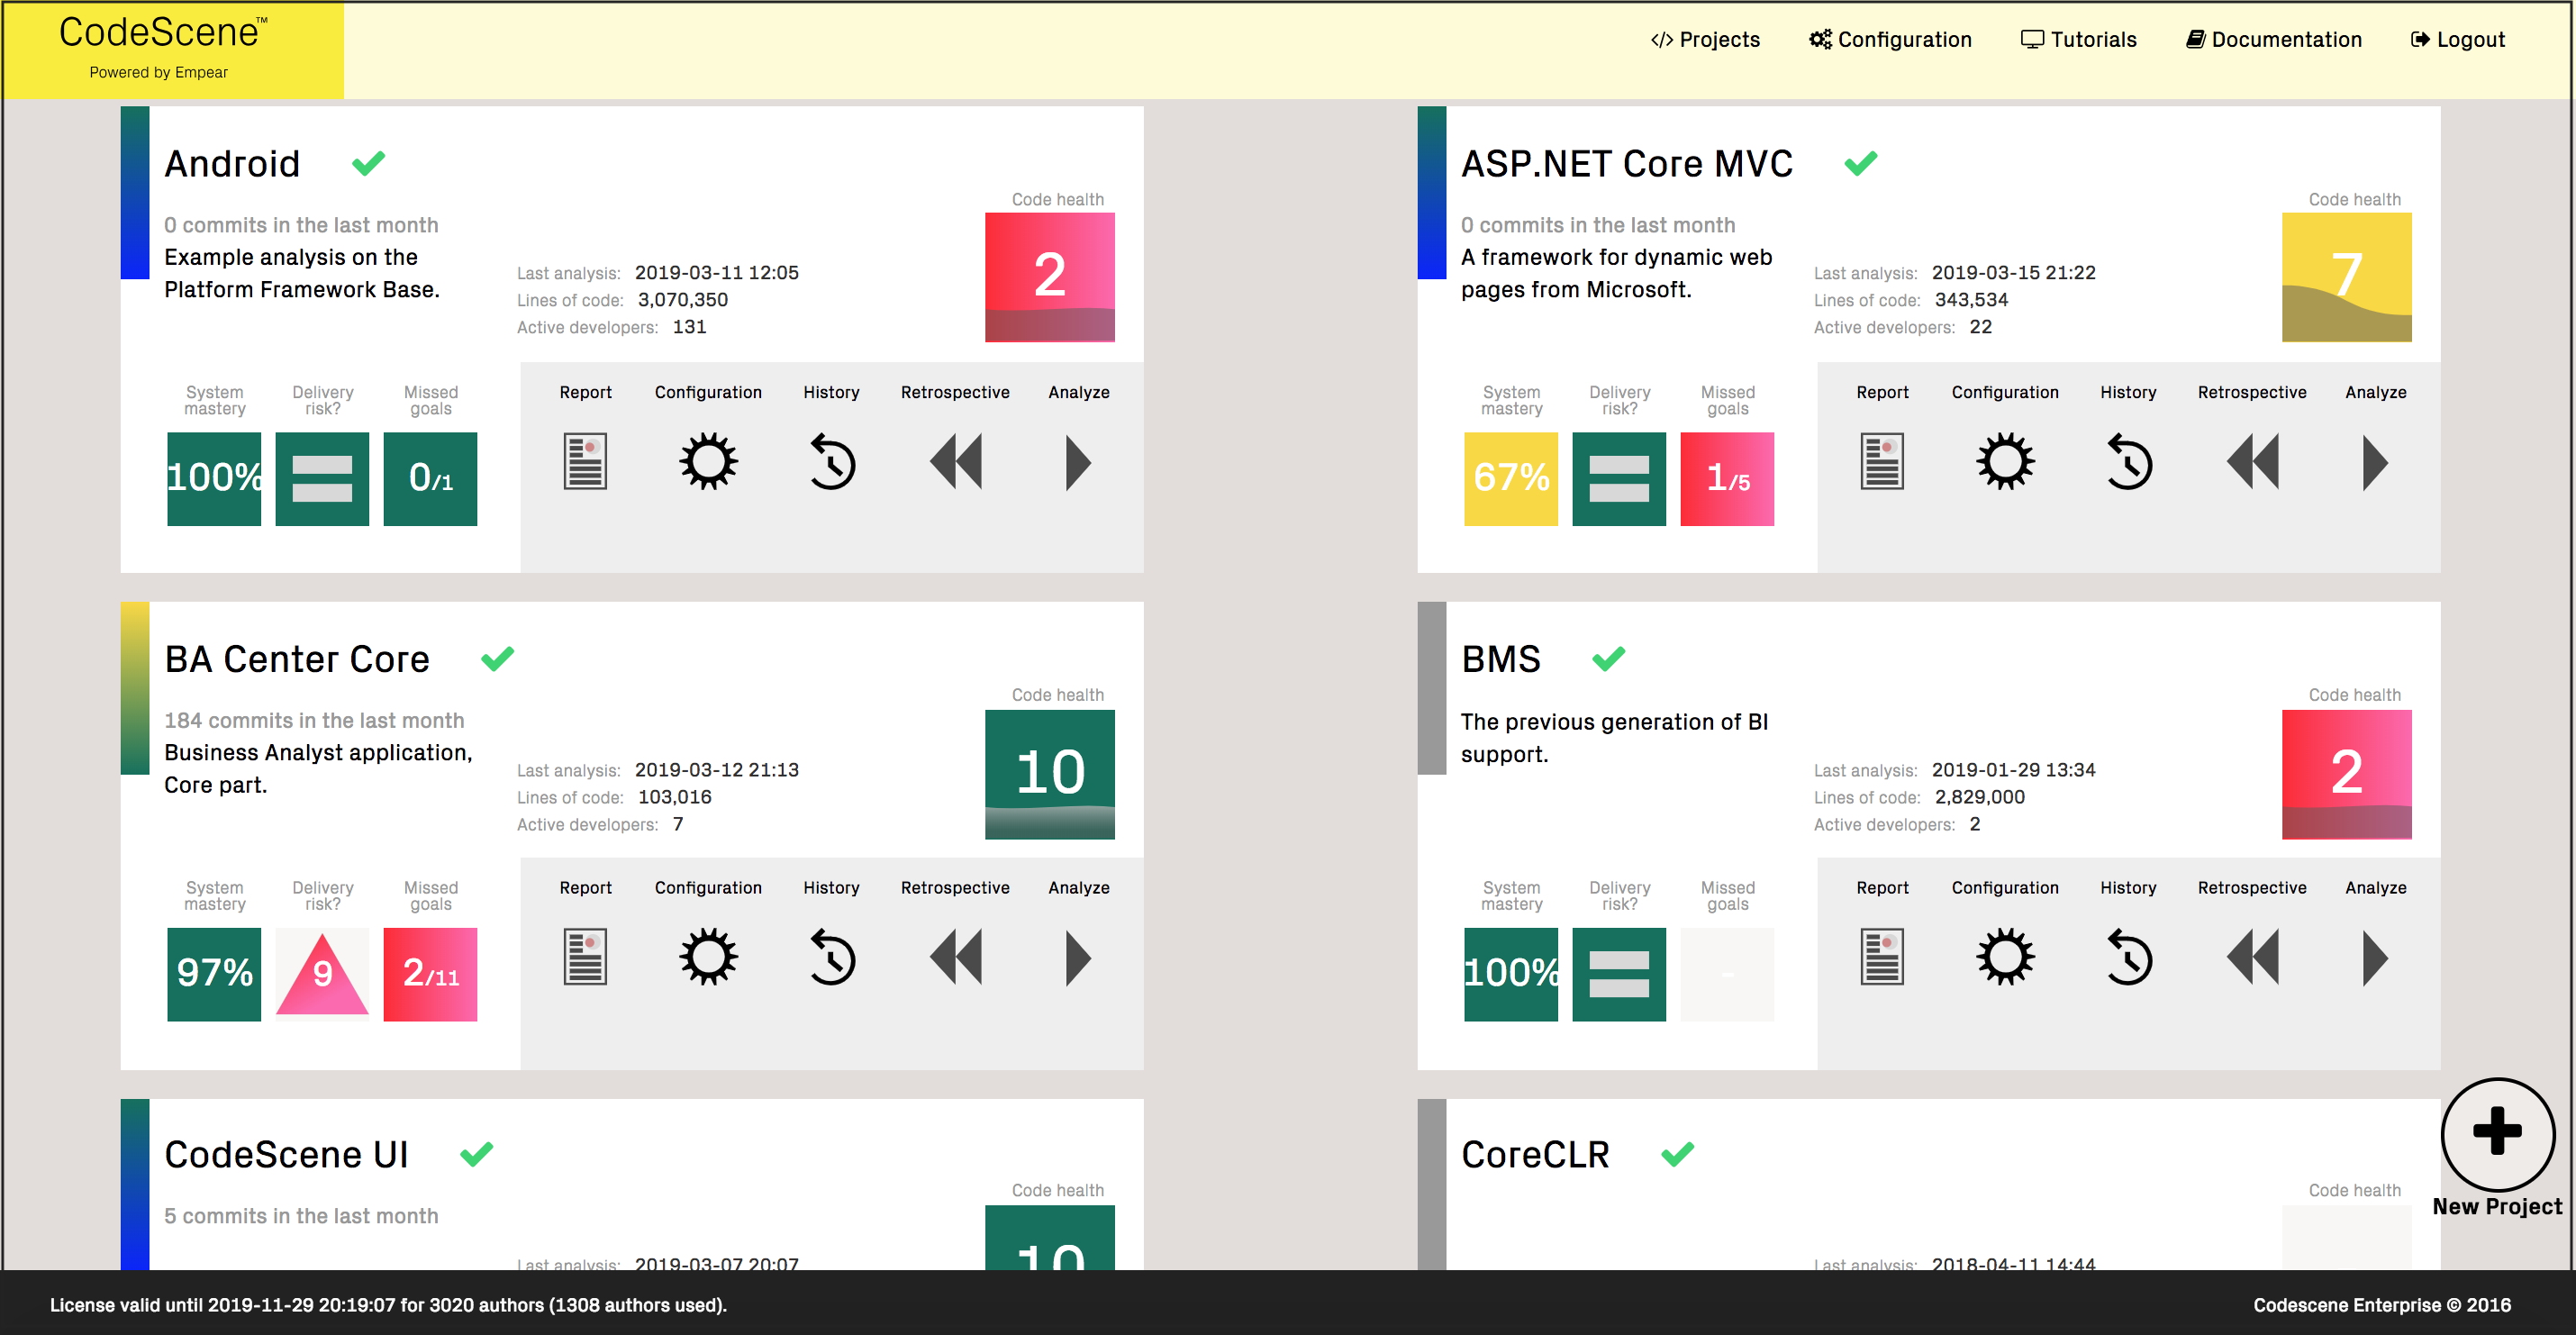 CodeScene™
Powered by Empear
Projects Configuration Tutorials Documentation Logout
Android
Code health
0 commits in the last month
Example analysis on the
Platform Framework Base.
Last analysis: 2019-03-11 12:05
Lines of code: 3,070,350
Active developers: 131
2
System mastery
Delivery risk?
Missed goals
100%
0/1
Report Configuration History Retrospective Analyze
ASP.NET Core MVC
Code health
0 commits in the last month
A framework for dynamic web
pages from Microsoft.
Last analysis: 2019-03-15 21:22
Lines of code: 343,534
Active developers: 22
7
System mastery
Delivery risk?
Missed goals
67%
1/5
Report Configuration History Retrospective Analyze
BA Center Core
Code health
184 commits in the last month
Business Analyst application,
Core part.
Last analysis: 2019-03-12 21:13
Lines of code: 103,016
Active developers: 7
10
System mastery
Delivery risk?
Missed goals
97%
9
2/11
Report Configuration History Retrospective Analyze
BMS
Code health
The previous generation of BI
support.
Last analysis: 2019-01-29 13:34
Lines of code: 2,829,000
Active developers: 2
2
System mastery
Delivery risk?
Missed goals
100%
-
Report Configuration History Retrospective Analyze
CodeScene UI
Code health
5 commits in the last month
Last analysis: 2019-03-07 20:07
10
CoreCLR
Code health
Last analysis: 2018-04-11 14:44
New Project
License valid until 2019-11-29 20:19:07 for 3020 authors (1308 authors used).
Codescene Enterprise © 2016